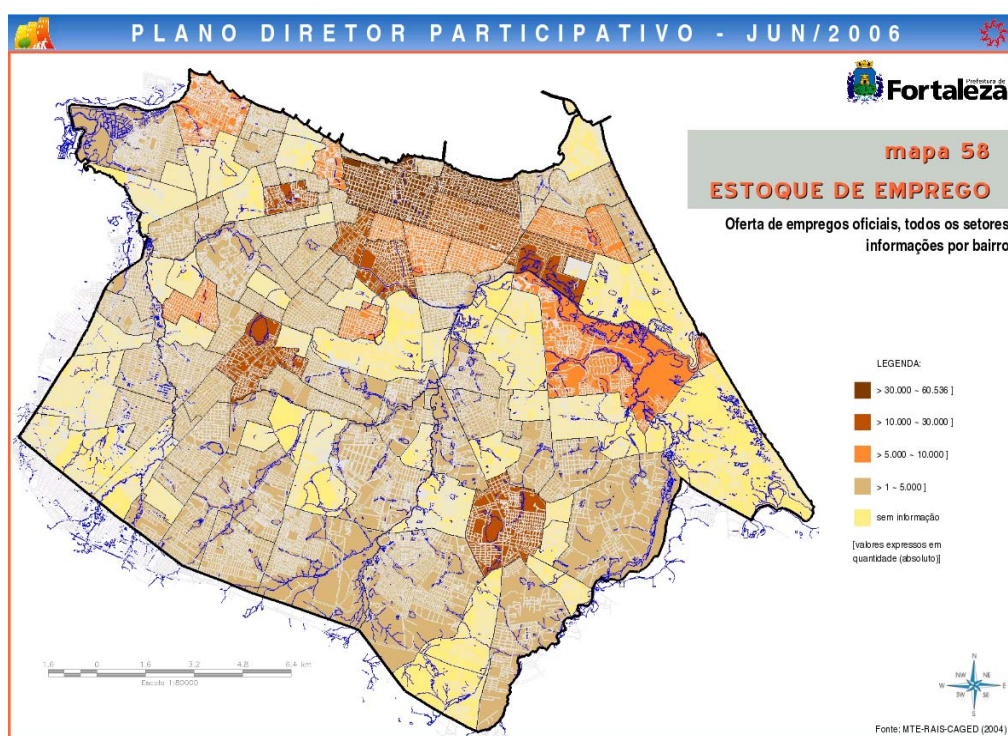 PLANO DIRETOR PARTICIPATIVO - JUN/2006
Prefeitura de
Fortaleza
mapa 58
ESTOQUE DE EMPREGO
Oferta de empregos oficiais, todos os setores
informações por bairro
LEGENDA:
> 30.000 ~ 60.536 ]
> 10.000 ~ 30.000 ]
> 5.000 ~ 10.000 ]
> 1 ~ 5.000 ]
sem informação
[valores expressos em
quantidade (absoluto)]
1.6 0 1.6 3.2 4.8 6.4 km
Escala 1:80000
N
NW NE
W E
SW SE
S
Fonte: MTE-RAIS-CAGED (2004)